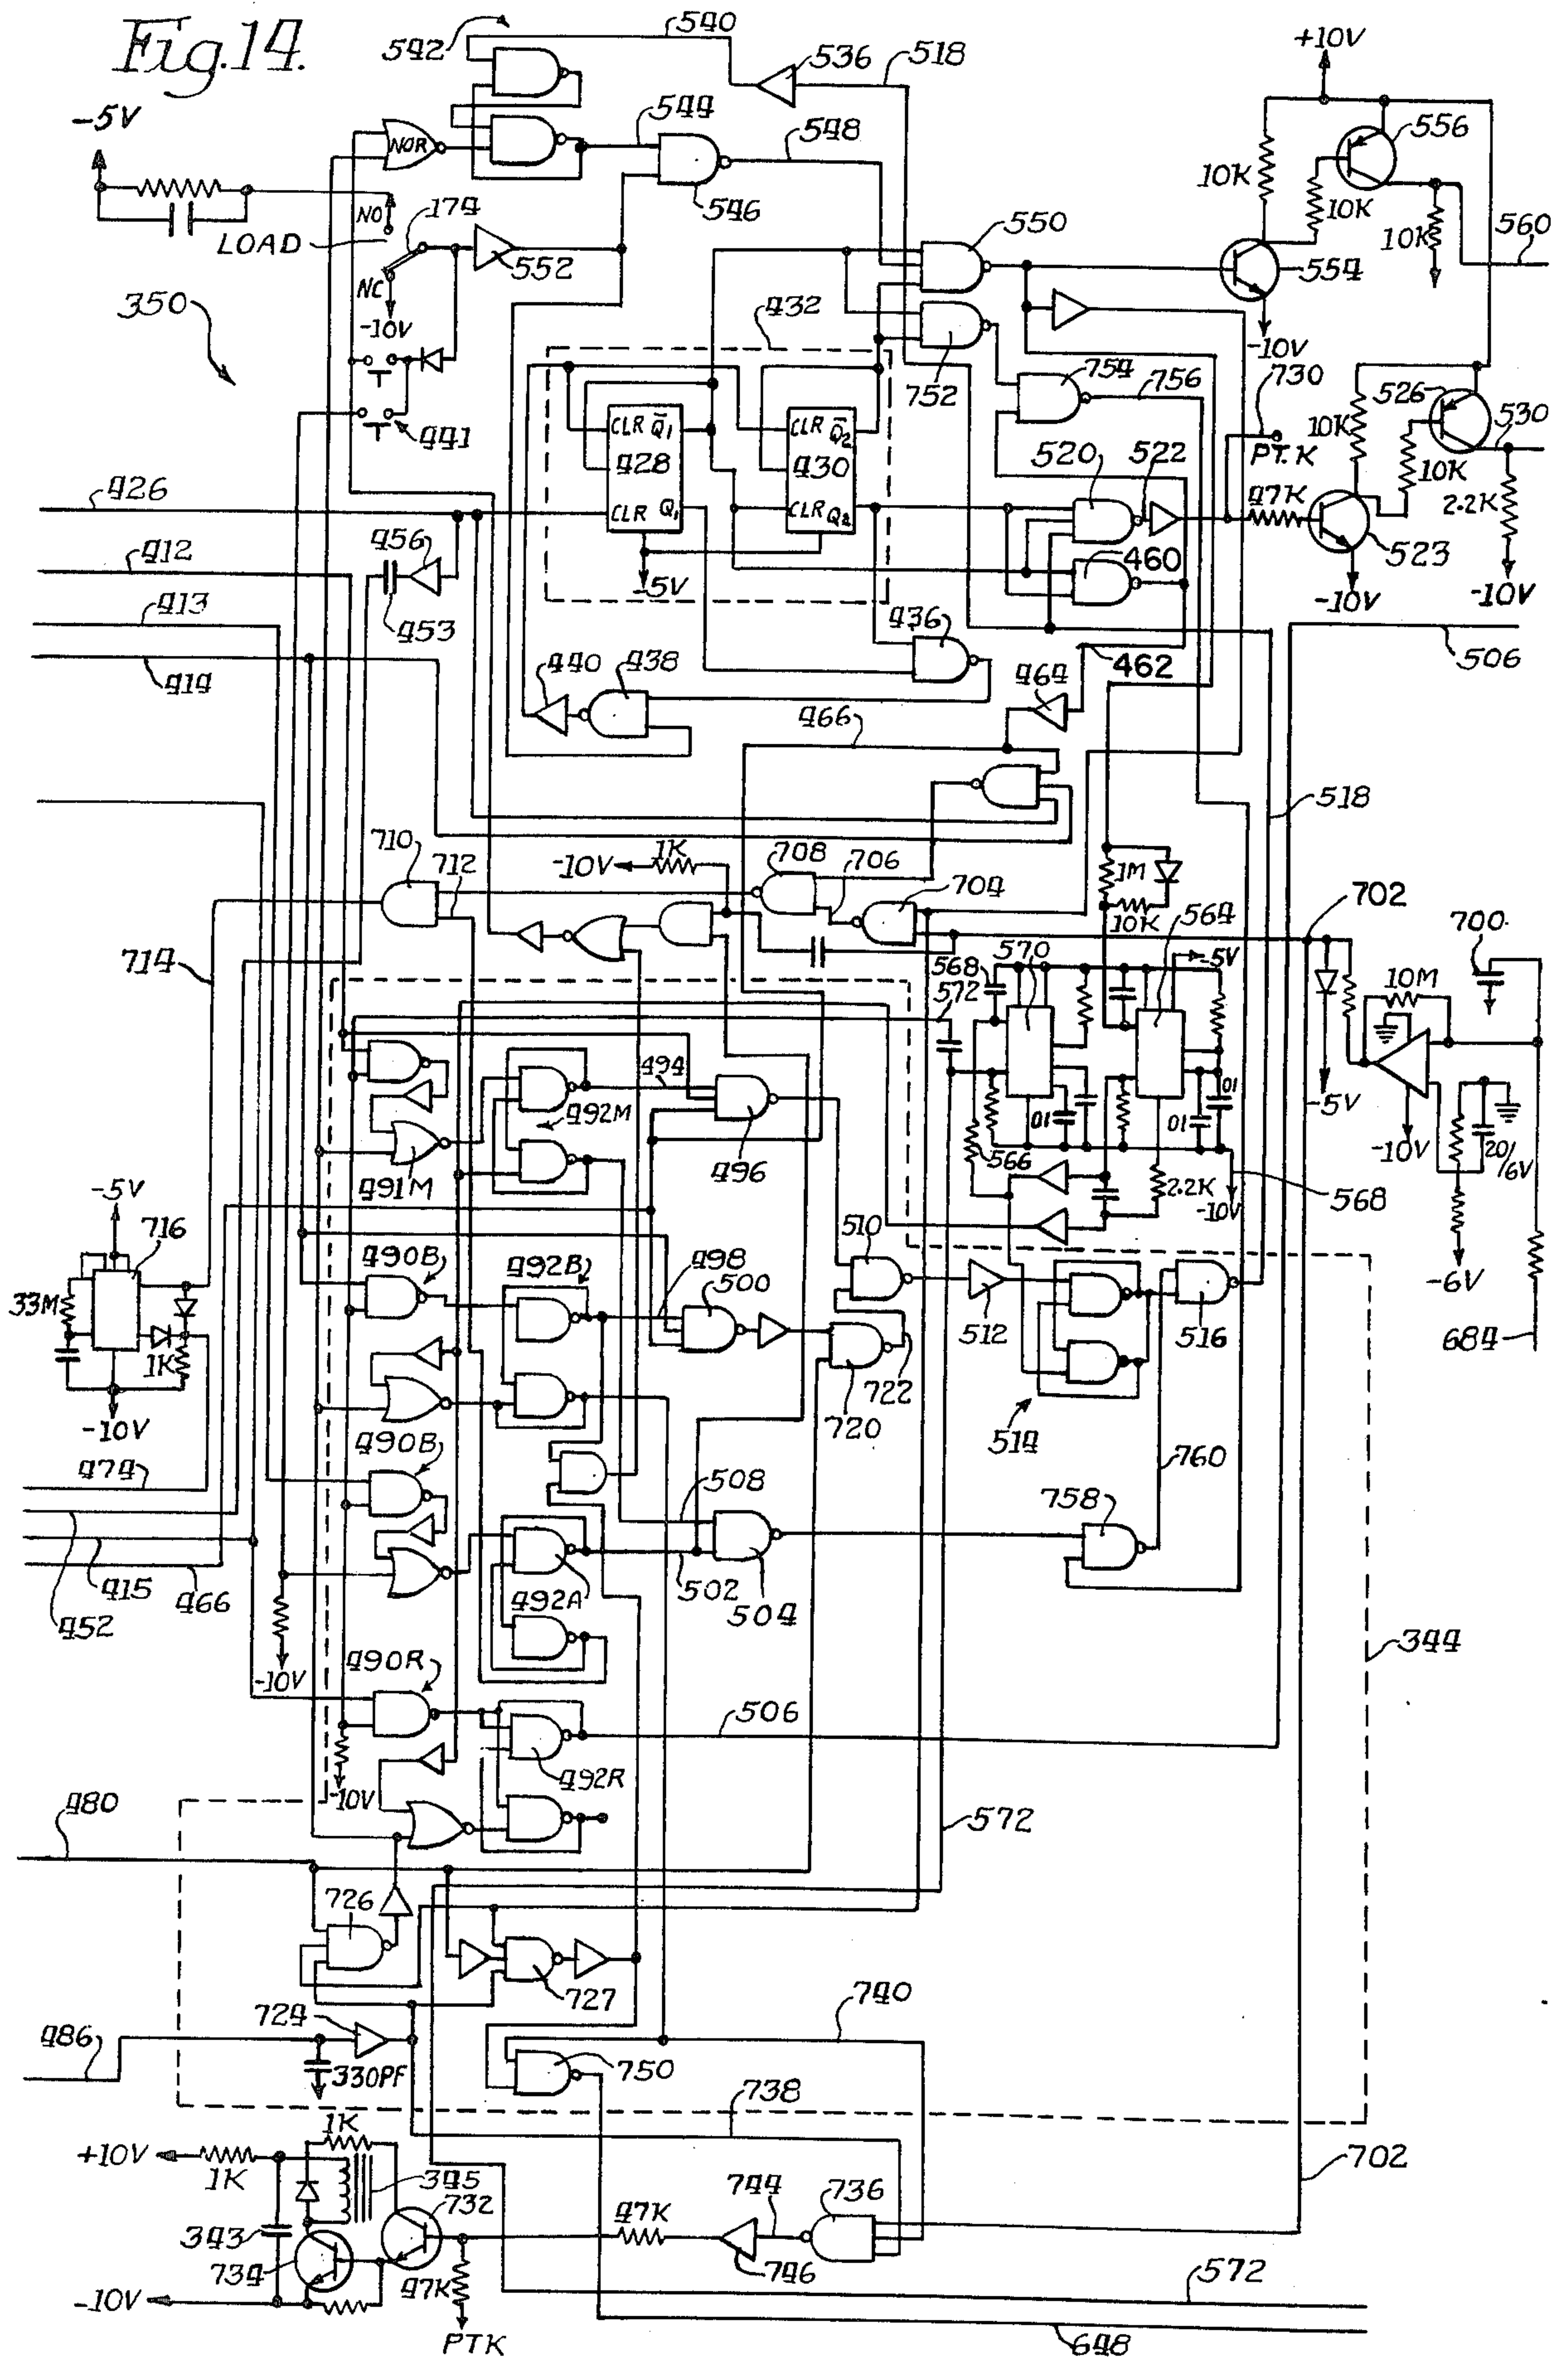 Fig. 14.
542
540
536
518
+10V
-5V
544
548
556
NOR
10K
546
10K
10K
560
NO
174
LOAD
552
550
554
NC
-10V
-10V
350
432
752
754
756
730
526
530
441
CLR Q̄1
428
CLR Q1
CLR Q̄2
430
CLR Q2
520
522
PT.K
10K
10K
2.2K
47K
426
412
456
453
413
414
-5V
460
523
-10V
-10V
436
462
506
440
438
464
466
518
710
712
-10V
1K
708
706
704
1M
10K
564
702
700
714
568
570
-5V
572
10M
494
492M
496
491M
01
01
01
566
2.2K
-10V
568
-5V
-10V
20/6V
-6V
-5V
716
33M
1K
-10V
490B
492B
498
500
510
512
516
684
720
722
514
474
490B
508
758
760
415
466
452
492A
502
504
344
-10V
490R
506
492R
-10V
480
572
726
727
724
740
486
330PF
750
738
+10V
1K
1K
345
732
744
736
702
343
734
47K
746
47K
572
-10V
PTK
648